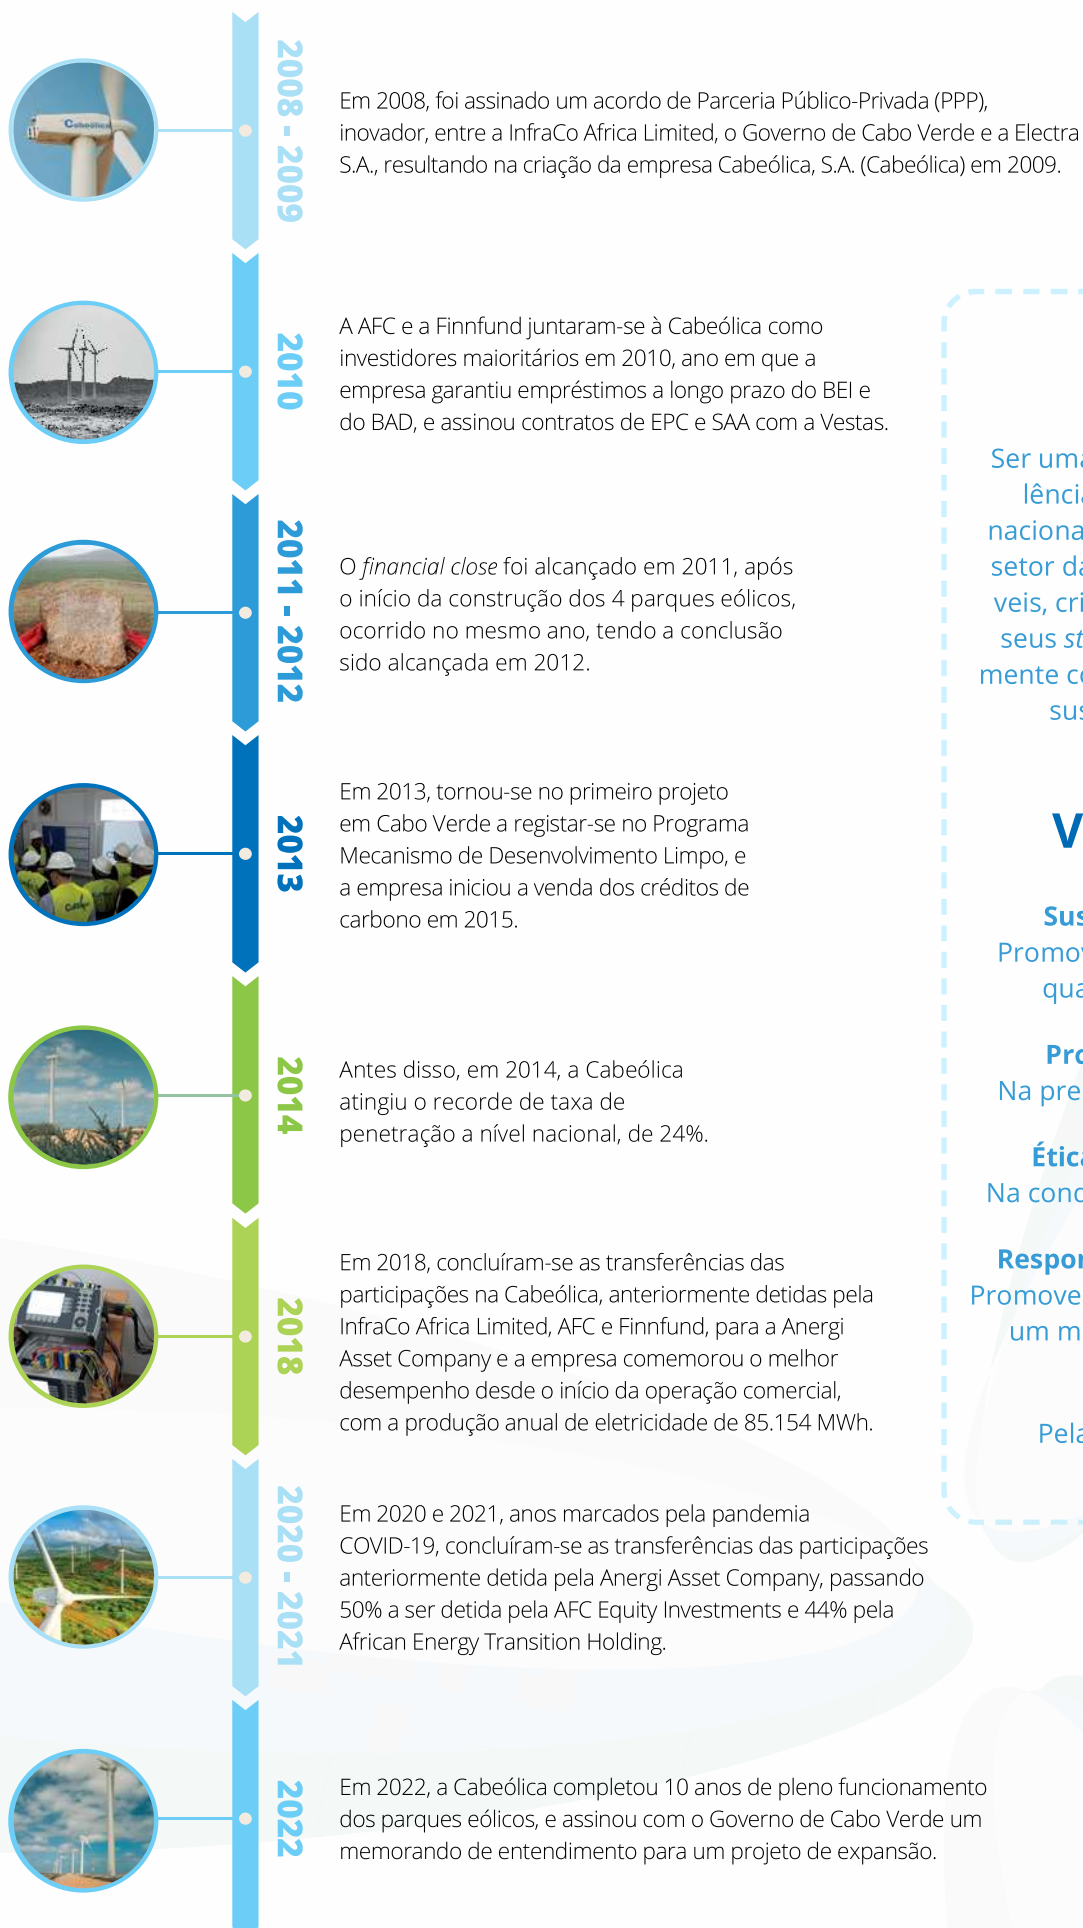 2008 - 2009
Em 2008, foi assinado um acordo de Parceria Público-Privada (PPP),
inovador, entre a InfraCo Africa Limited, o Governo de Cabo Verde e a Electra
S.A., resultando na criação da empresa Cabeólica, S.A. (Cabeólica) em 2009.
Cabeólica
2010
A AFC e a Finnfund juntaram-se à Cabeólica como
investidores maioritários em 2010, ano em que a
empresa garantiu empréstimos a longo prazo do BEI e
do BAD, e assinou contratos de EPC e SAA com a Vestas.
2011 - 2012
O financial close foi alcançado em 2011, após
o início da construção dos 4 parques eólicos,
ocorrido no mesmo ano, tendo a conclusão
sido alcançada em 2012.
2013
Em 2013, tornou-se no primeiro projeto
em Cabo Verde a registar-se no Programa
Mecanismo de Desenvolvimento Limpo, e
a empresa iniciou a venda dos créditos de
carbono em 2015.
2014
Antes disso, em 2014, a Cabeólica
atingiu o recorde de taxa de
penetração a nível nacional, de 24%.
2018
Em 2018, concluíram-se as transferências das
participações na Cabeólica, anteriormente detidas pela
InfraCo Africa Limited, AFC e Finnfund, para a Anergi
Asset Company e a empresa comemorou o melhor
desempenho desde o início da operação comercial,
com a produção anual de eletricidade de 85.154 MWh.
2020 - 2021
Em 2020 e 2021, anos marcados pela pandemia
COVID-19, concluíram-se as transferências das participações
anteriormente detida pela Anergi Asset Company, passando
50% a ser detida pela AFC Equity Investments e 44% pela
African Energy Transition Holding.
2022
Em 2022, a Cabeólica completou 10 anos de pleno funcionamento
dos parques eólicos, e assinou com o Governo de Cabo Verde um
memorando de entendimento para um projeto de expansão.
Ser uma
lência
naciona
setor da
veis, cri
seus st
mente co
sus
V
Sus
Promov
qua
Pro
Na pre
Ética
Na cond
Respon
Promove
um m
Pela